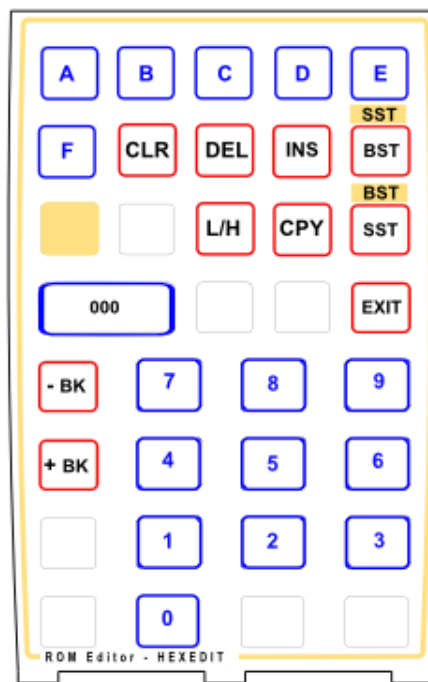 A B C D E
SST
F CLR DEL INS BST
BST
L/H CPY SST
000 EXIT
- BK 7 8 9
+ BK 4 5 6
1 2 3
0
ROM Editor - HEXEDIT